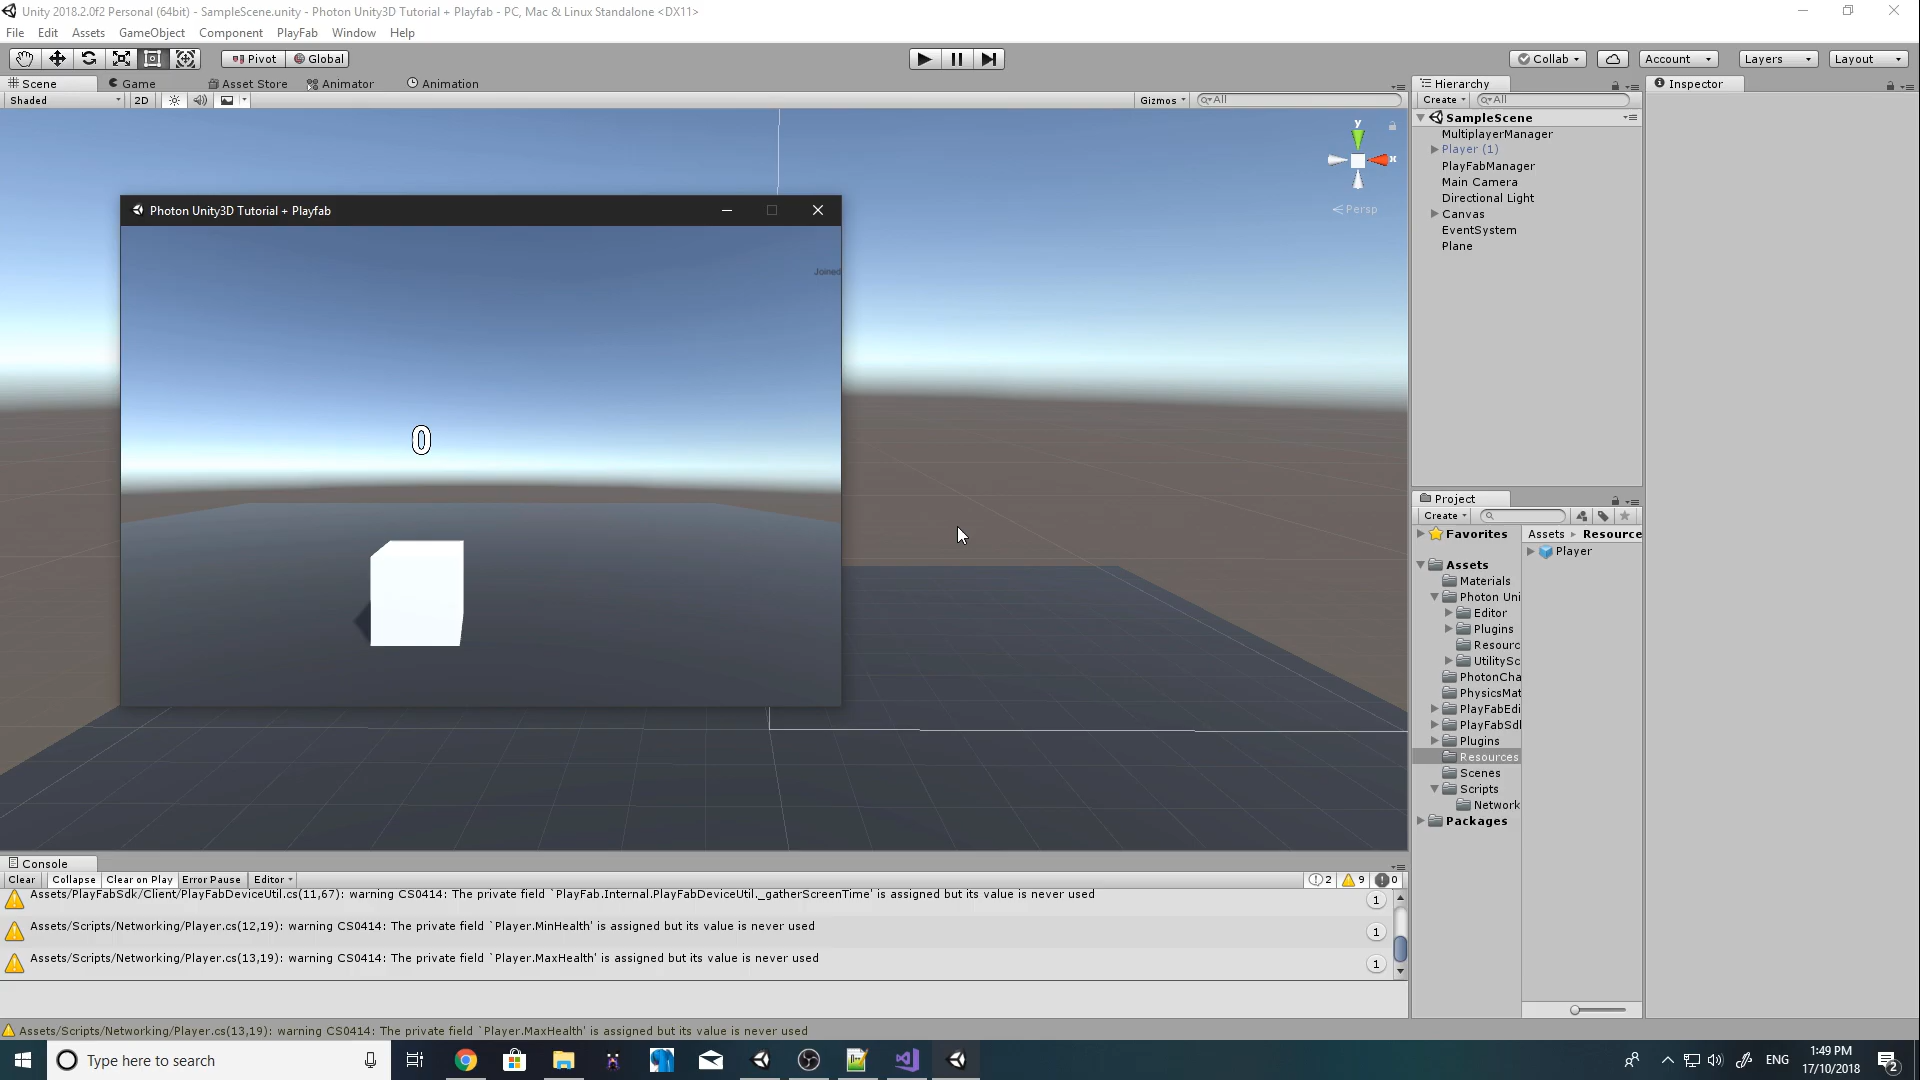 Unity 2018.2.0f2 Personal (64bit) - SampleScene.unity - Photon Unity3D Tutorial + Playfab - PC, Mac & Linux Standalone <DX11>
File Edit Assets GameObject Component PlayFab Window Help
Pivot Global Collab Account Layers Layout
Scene Game Asset Store Animator Animation
Shaded 2D Gizmos All
y
x
Persp
Photon Unity3D Tutorial + Playfab
Joined
0
Hierarchy
Create All
SampleScene
MultiplayerManager
Player (1)
PlayFabManager
Main Camera
Directional Light
Canvas
EventSystem
Plane
Inspector
Project
Create
Favorites
Assets
Materials
Photon Uni
Editor
Plugins
Resourc
UtilitySc
PhotonCha
PhysicsMat
PlayFabEdi
PlayFabSdl
Plugins
Resources
Scenes
Scripts
Network
Packages
Assets Resource
Player
Console
Clear Collapse Clear on Play Error Pause Editor 2 9 0
Assets/PlayFabSdk/Client/PlayFabDeviceUtil.cs(11,67): warning CS0414: The private field `PlayFab.Internal.PlayFabDeviceUtil._gatherScreenTime' is assigned but its value is never used 1
Assets/Scripts/Networking/Player.cs(12,19): warning CS0414: The private field `Player.MinHealth' is assigned but its value is never used 1
Assets/Scripts/Networking/Player.cs(13,19): warning CS0414: The private field `Player.MaxHealth' is assigned but its value is never used 1
Assets/Scripts/Networking/Player.cs(13,19): warning CS0414: The private field `Player.MaxHealth' is assigned but its value is never used
Type here to search
ENG
1:49 PM
17/10/2018
2